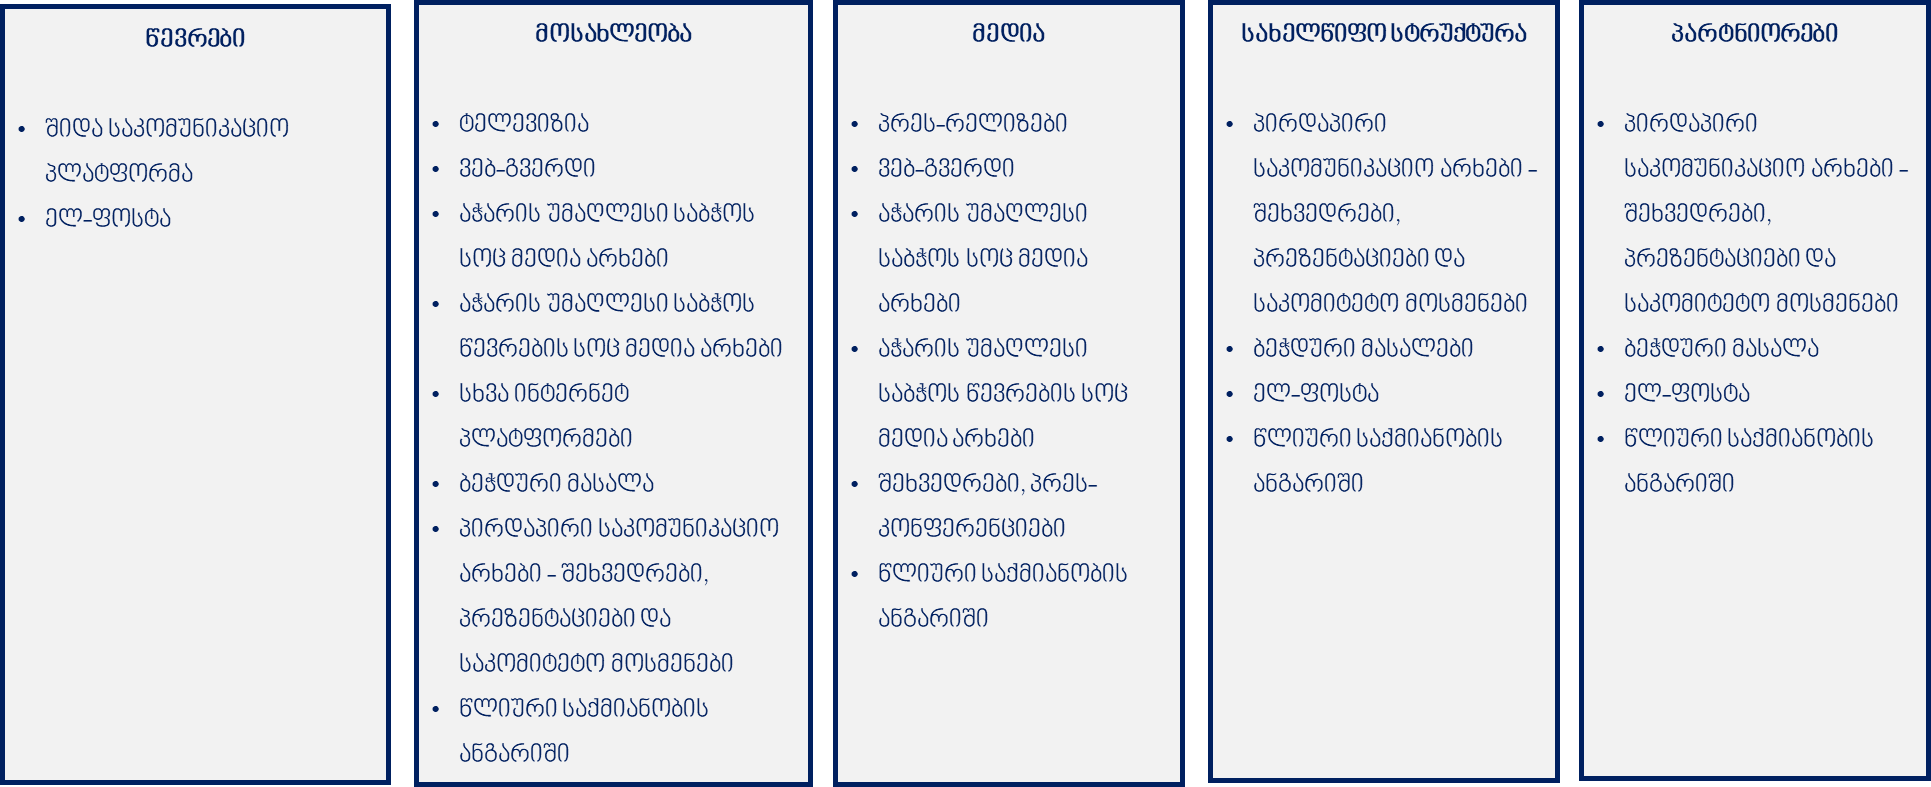 წევრები
• შიდა საკომუნიკაციო
პლატფორმა
• ელ-ფოსტა
მოსახლეობა
• ტელევიზია
• ვებ-გვერდი
• აჭარის უმაღლესი საბჭოს
სოც მედია არხები
• აჭარის უმაღლესი საბჭოს
წევრების სოც მედია არხები
• სხვა ინტერნეტ
პლატფორმები
• ბეჭდური მასალა
• პირდაპირი საკომუნიკაციო
არხები - შეხვედრები,
პრეზენტაციები და
საკომიტეტო მოსმენები
• წლიური საქმიანობის
ანგარიში
მედია
• პრეს-რელიზები
• ვებ-გვერდი
• აჭარის უმაღლესი
საბჭოს სოც მედია
არხები
• აჭარის უმაღლესი
საბჭოს წევრების სოც
მედია არხები
• შეხვედრები, პრეს-
კონფერენციები
• წლიური საქმიანობის
ანგარიში
სახელწიფო სტრუქტურა
• პირდაპირი
საკომუნიკაციო არხები -
შეხვედრები,
პრეზენტაციები და
საკომიტეტო მოსმენები
• ბეჭდური მასალები
• ელ-ფოსტა
• წლიური საქმიანობის
ანგარიში
პარტნიორები
• პირდაპირი
საკომუნიკაციო არხები -
შეხვედრები,
პრეზენტაციები და
საკომიტეტო მოსმენები
• ბეჭდური მასალა
• ელ-ფოსტა
• წლიური საქმიანობის
ანგარიში